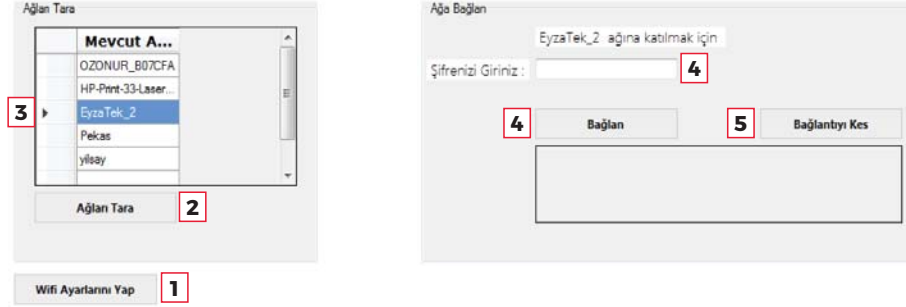 Ağları Tara
Mevcut A...
OZONUR_B07CFA
HP-Print-33-Laser...
3
EyzaTek_2
Pekas
yilsay
Ağları Tara
2
Wifi Ayarlarını Yap
1
Ağa Bağlan
EyzaTek_2 ağına katılmak için
Şifrenizi Giriniz :
4
4
Bağlan
5
Bağlantıyı Kes